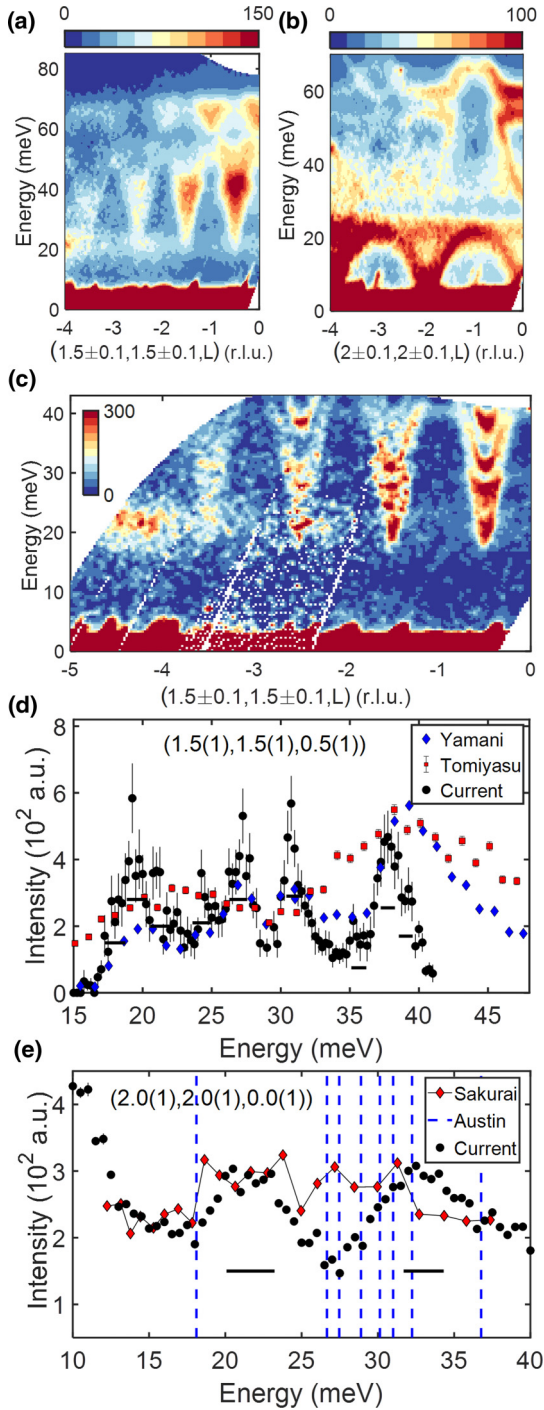 (a)
0 150
Energy (meV)
80
60
40
20
0
-4 -3 -2 -1 0
(1.5±0.1,1.5±0.1,L) (r.l.u.)
(b)
0 100
Energy (meV)
60
40
20
0
-4 -3 -2 -1 0
(2±0.1,2±0.1,L) (r.l.u.)
(c)
300
0
Energy (meV)
40
30
20
10
0
-5 -4 -3 -2 -1 0
(1.5±0.1,1.5±0.1,L) (r.l.u.)
(d)
(1.5(1),1.5(1),0.5(1))
Yamani
Tomiyasu
Current
Intensity (10² a.u.)
8
6
4
2
0
15 20 25 30 35 40 45
Energy (meV)
(e)
(2.0(1),2.0(1),0.0(1))
Sakurai
Austin
Current
Intensity (10² a.u.)
4
3
2
1
10 15 20 25 30 35 40
Energy (meV)